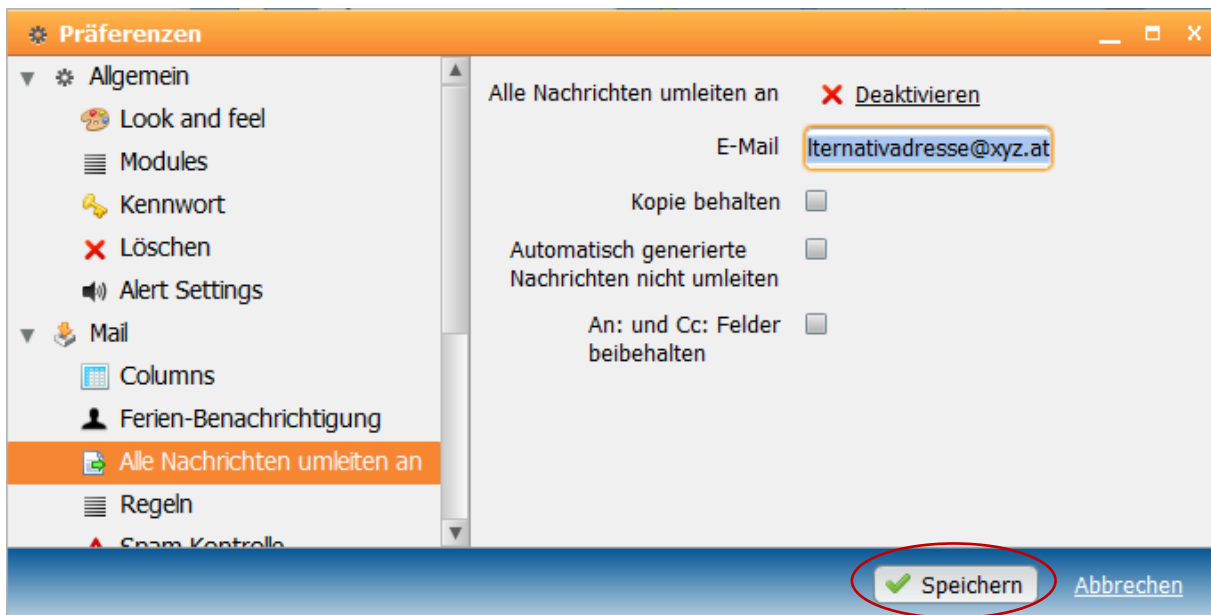 Präferenzen
Allgemein
Look and feel
Modules
Kennwort
Löschen
Alert Settings
Mail
Columns
Ferien-Benachrichtigung
Alle Nachrichten umleiten an
Regeln
Spam Kontrolle
Alle Nachrichten umleiten an
Deaktivieren
E-Mail
lternativadresse@xyz.at
Kopie behalten
Automatisch generierte
Nachrichten nicht umleiten
An: und Cc: Felder
beibehalten
Speichern
Abbrechen